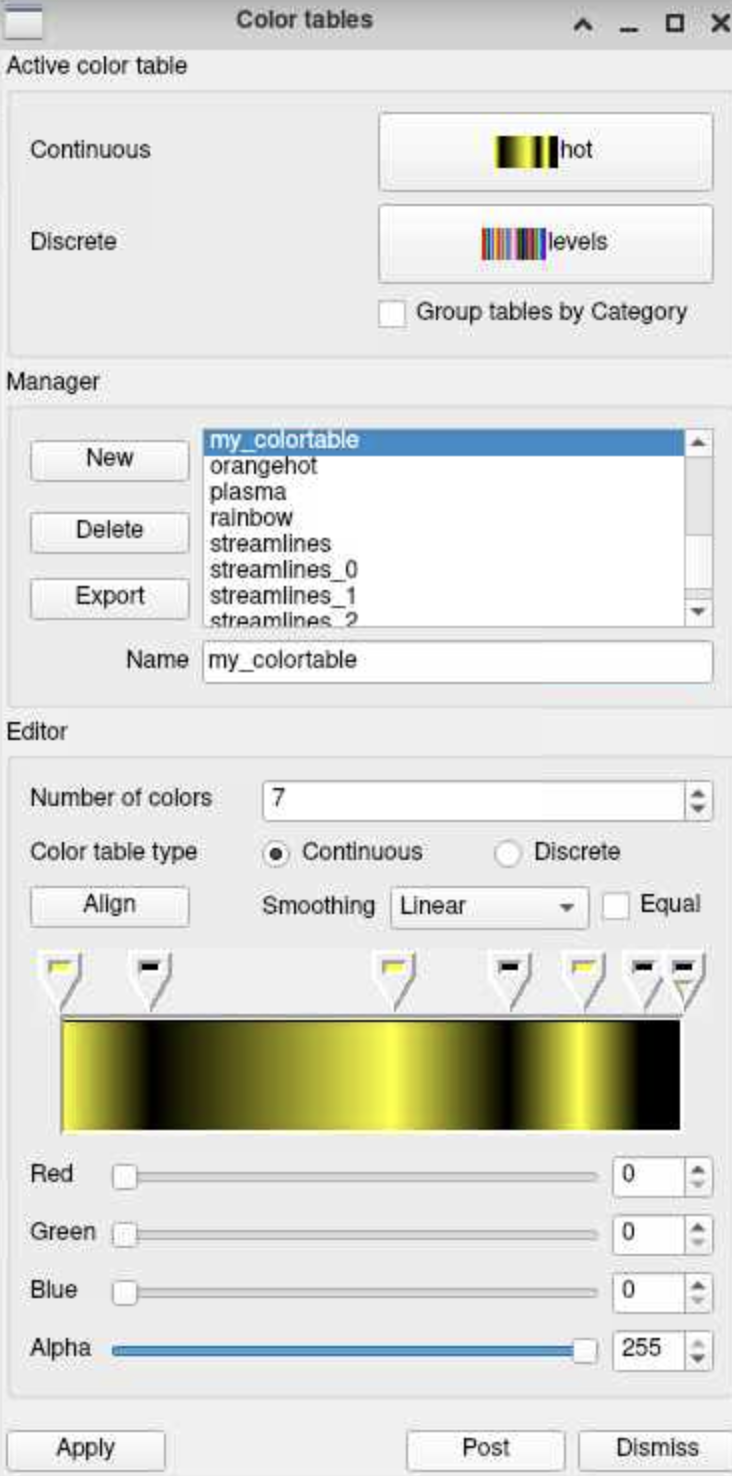 Color tables
Active color table
Continuous
hot
Discrete
levels
Group tables by Category
Manager
New
Delete
Export
my_colortable
orangehot
plasma
rainbow
streamlines
streamlines_0
streamlines_1
streamlines_2
Name my_colortable
Editor
Number of colors 7
Color table type Continuous Discrete
Align Smoothing Linear Equal
Red 0
Green 0
Blue 0
Alpha 255
Apply Post Dismiss